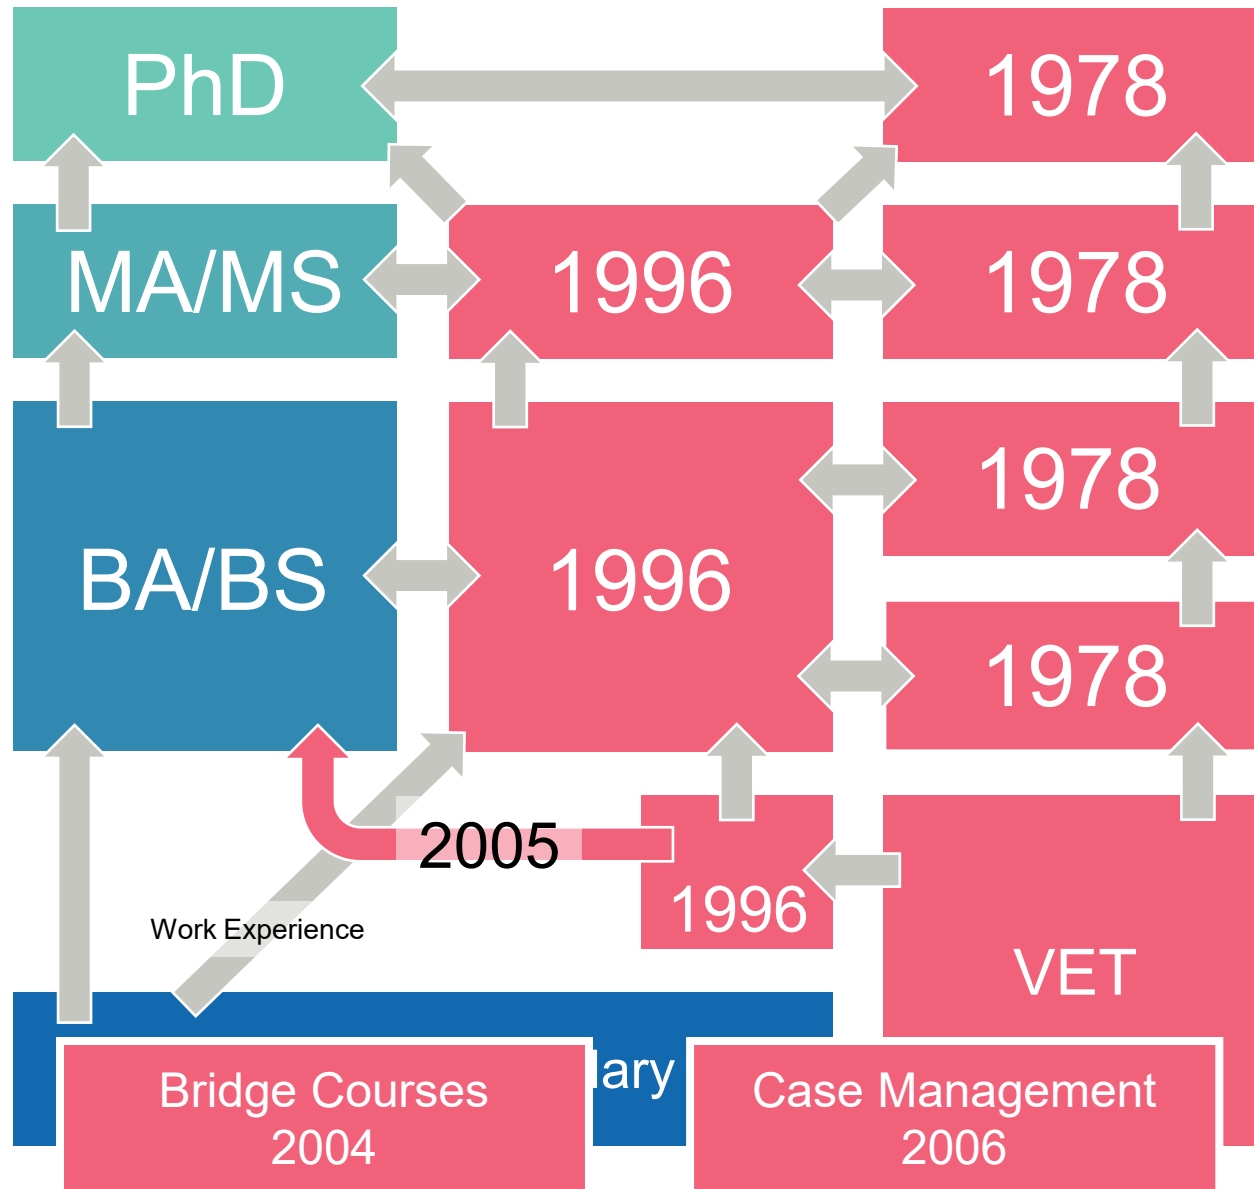 PhD
1978
MA/MS
1996
1978
1978
BA/BS
1996
1978
2005
1996
Work Experience
VET
lary
Bridge Courses
2004
Case Management
2006